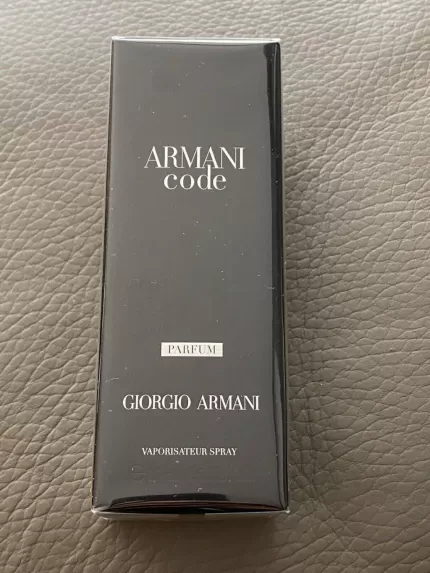 ARMANI
code
PARFUM
GIORGIO ARMANI
VAPORISATEUR SPRAY